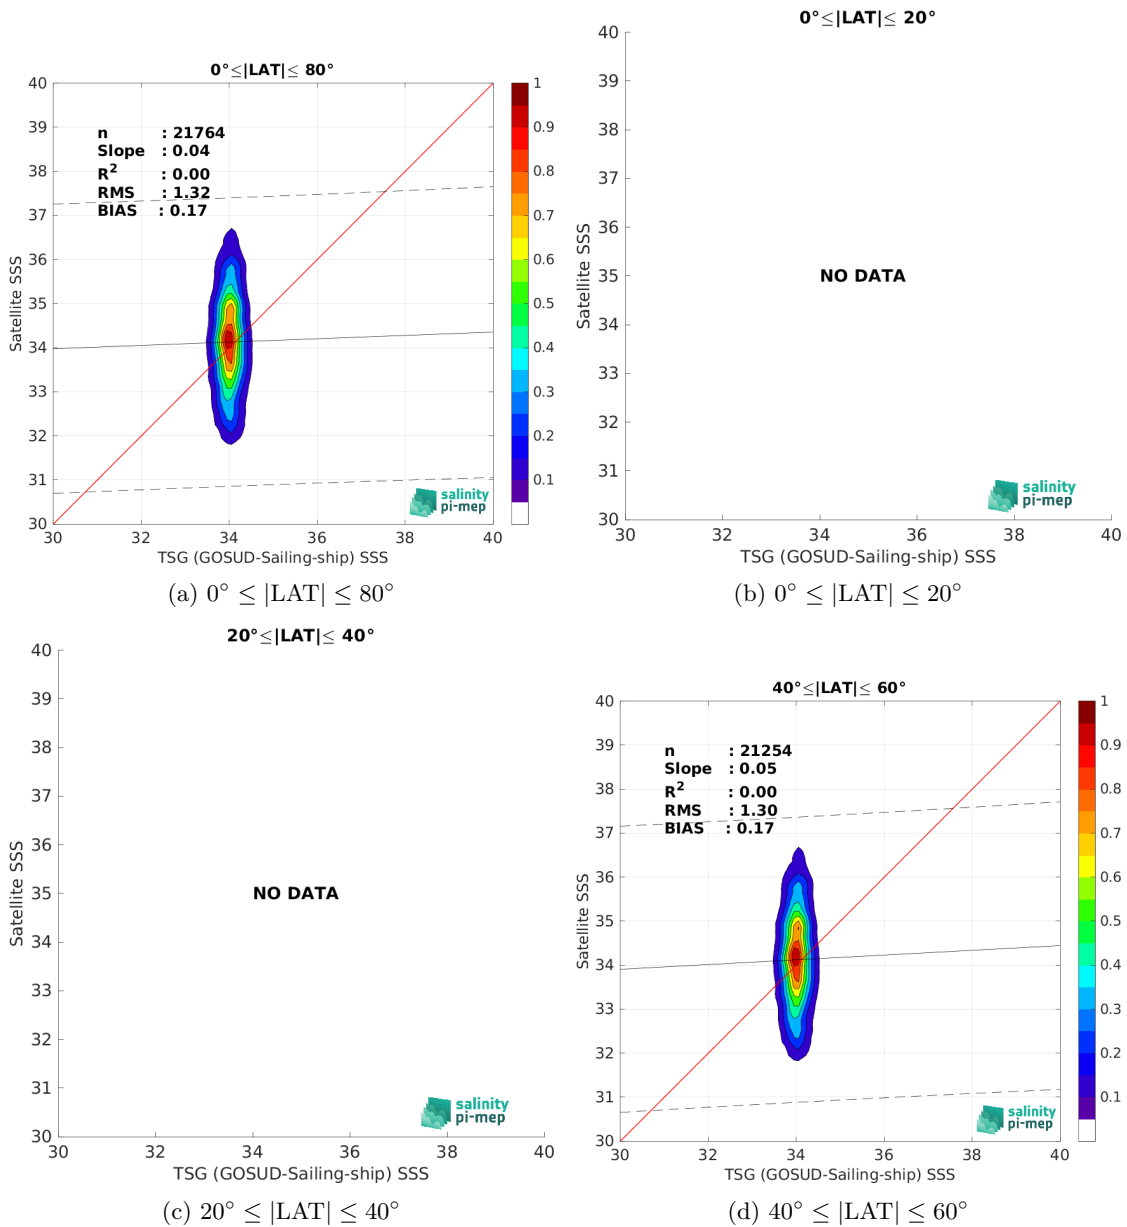 0°≤|LAT|≤ 80°
n : 21764
Slope : 0.04
R² : 0.00
RMS : 1.32
BIAS : 0.17
40
39
38
37
36
35
34
33
32
31
30
30 32 34 36 38 40
Satellite SSS
TSG (GOSUD-Sailing-ship) SSS
1
0.9
0.8
0.7
0.6
0.5
0.4
0.3
0.2
0.1
salinity
pi-mep
(a) 0° ≤ |LAT| ≤ 80°
0°≤|LAT|≤ 20°
40
39
38
37
36
35
34
33
32
31
30
30 32 34 36 38 40
Satellite SSS
NO DATA
TSG (GOSUD-Sailing-ship) SSS
salinity
pi-mep
(b) 0° ≤ |LAT| ≤ 20°
20°≤|LAT|≤ 40°
40
39
38
37
36
35
34
33
32
31
30
30 32 34 36 38 40
Satellite SSS
NO DATA
TSG (GOSUD-Sailing-ship) SSS
salinity
pi-mep
(c) 20° ≤ |LAT| ≤ 40°
40°≤|LAT|≤ 60°
n : 21254
Slope : 0.05
R² : 0.00
RMS : 1.30
BIAS : 0.17
40
39
38
37
36
35
34
33
32
31
30
30 32 34 36 38 40
Satellite SSS
TSG (GOSUD-Sailing-ship) SSS
1
0.9
0.8
0.7
0.6
0.5
0.4
0.3
0.2
0.1
salinity
pi-mep
(d) 40° ≤ |LAT| ≤ 60°